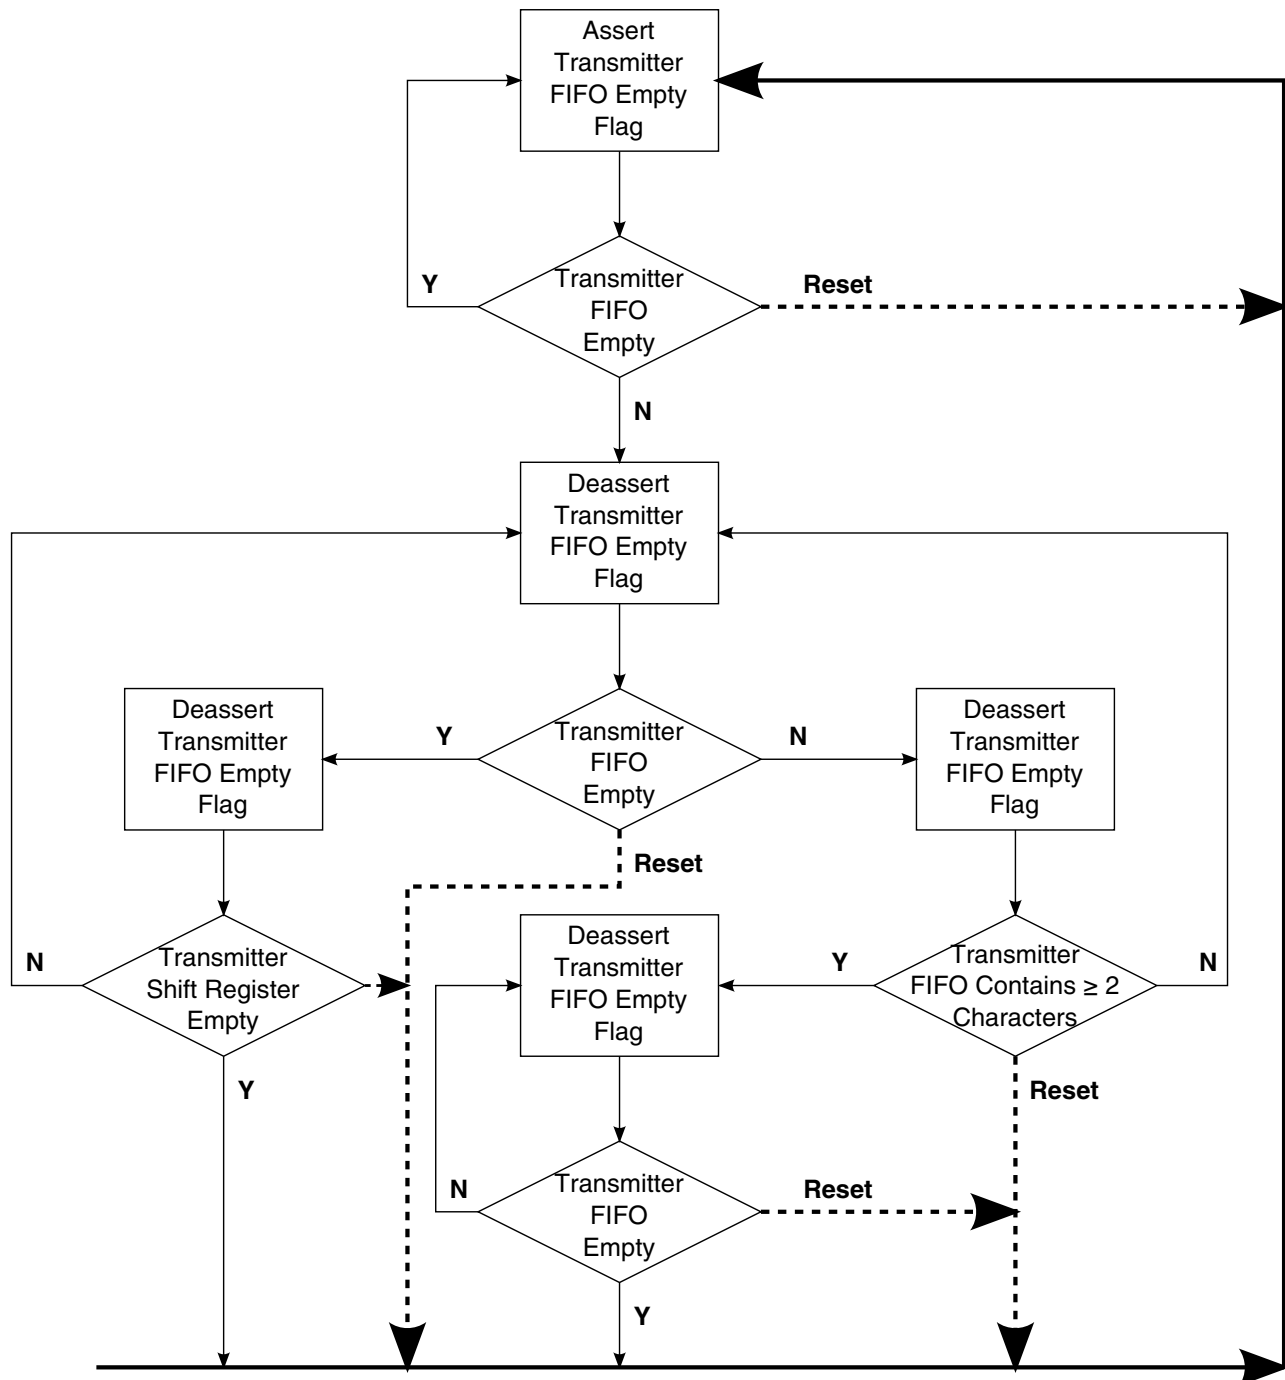 Assert
Transmitter
FIFO Empty
Flag
Y
Transmitter
FIFO
Empty
Reset
N
Deassert
Transmitter
FIFO Empty
Flag
Deassert
Transmitter
FIFO Empty
Flag
Y
Transmitter
FIFO
Empty
N
Deassert
Transmitter
FIFO Empty
Flag
Reset
N
Transmitter
Shift Register
Empty
Y
Deassert
Transmitter
FIFO Empty
Flag
Y
Transmitter
FIFO Contains ≥ 2
Characters
N
Reset
N
Transmitter
FIFO
Empty
Reset
Y